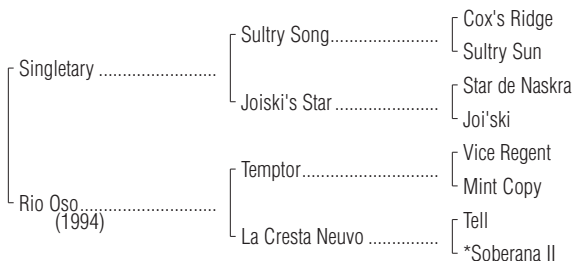 Cox's Ridge
Sultry Song....................
Sultry Sun
Singletary .........................
Star de Naskra
Joiski's Star .....................
Joi'ski
Vice Regent
Temptor............................
Mint Copy
Rio Oso............................
(1994)
Tell
La Cresta Neuvo ..............
*Soberana II